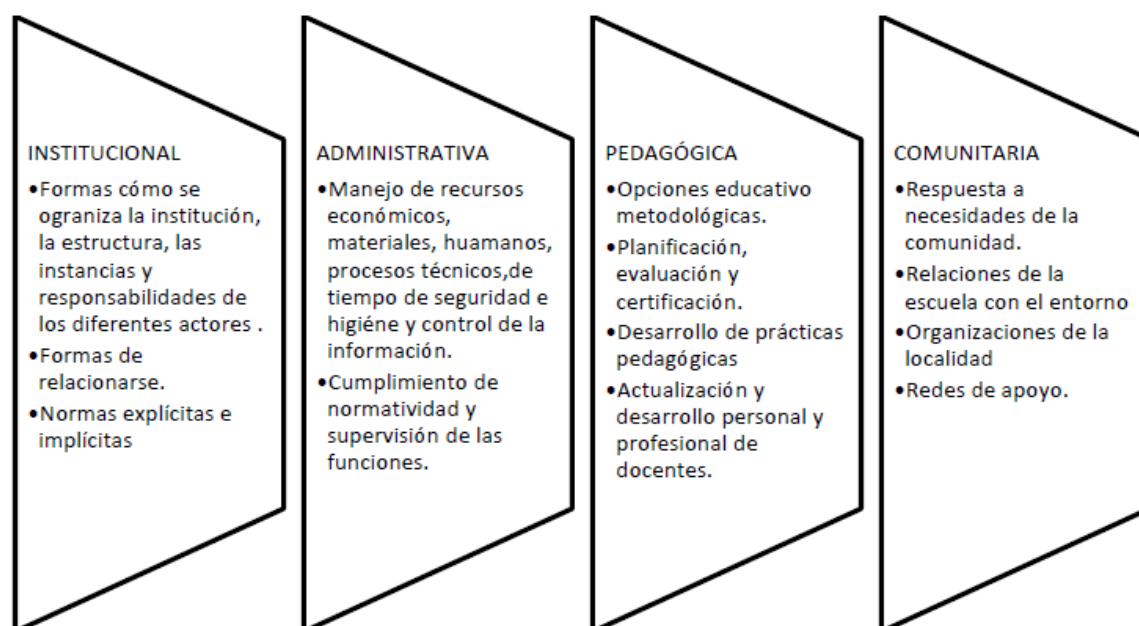 INSTITUCIONAL
•Formas cómo se
ograniza la institución,
la estructura, las
instancias y
responsabilidades de
los diferentes actores .
•Formas de
relacionarse.
•Normas explícitas e
implícitas
ADMINISTRATIVA
•Manejo de recursos
económicos,
materiales, huamanos,
procesos técnicos,de
tiempo de seguridad e
higiéne y control de la
información.
•Cumplimiento de
normatividad y
supervisión de las
funciones.
PEDAGÓGICA
•Opciones educativo
metodológicas.
•Planificación,
evaluación y
certificación.
•Desarrollo de prácticas
pedagógicas
•Actualización y
desarrollo personal y
profesional de
docentes.
COMUNITARIA
•Respuesta a
necesidades de la
comunidad.
•Relaciones de la
escuela con el entorno
•Organizaciones de la
localidad
•Redes de apoyo.